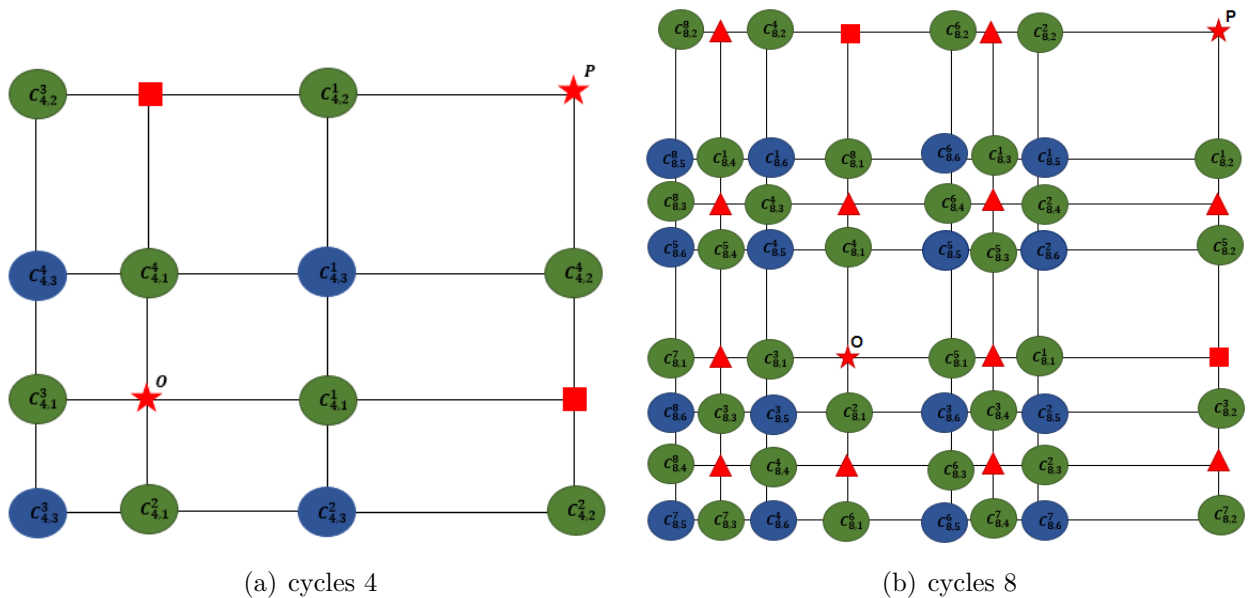 P
C^3_{4,2} C^1_{4,2}
C^4_{4,3} C^4_{4,1} C^1_{4,3} C^4_{4,2}
O
C^3_{4,1} C^1_{4,1}
C^3_{4,3} C^2_{4,1} C^2_{4,3} C^2_{4,2}
(a) cycles 4
P
C^8_{8,2} C^4_{8,2} C^6_{8,2} C^2_{8,2}
C^8_{8,5} C^1_{8,4} C^1_{8,6} C^8_{8,1} C^6_{8,6} C^1_{8,3} C^1_{8,5} C^1_{8,2}
C^8_{8,3} C^4_{8,3} C^6_{8,4} C^2_{8,4}
C^5_{8,6} C^5_{8,4} C^4_{8,5} C^4_{8,1} C^5_{8,5} C^5_{8,3} C^2_{8,6} C^5_{8,2}
O
C^7_{8,1} C^3_{8,1} C^5_{8,1} C^1_{8,1}
C^8_{8,6} C^3_{8,3} C^3_{8,5} C^2_{8,1} C^3_{8,6} C^3_{8,4} C^2_{8,5} C^3_{8,2}
C^8_{8,4} C^4_{8,4} C^6_{8,3} C^2_{8,3}
C^7_{8,5} C^7_{8,3} C^4_{8,6} C^6_{8,1} C^6_{8,5} C^7_{8,4} C^7_{8,6} C^7_{8,2}
(b) cycles 8